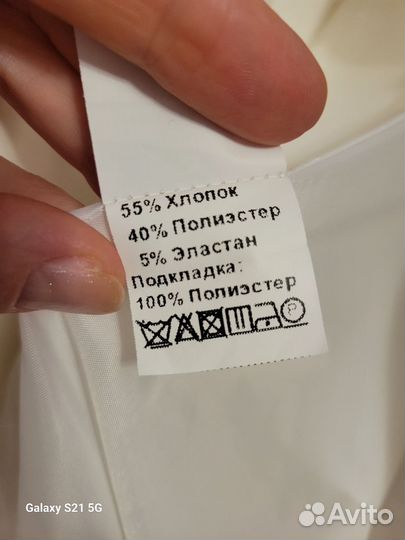 55% Хлопок
40% Полиэстер
5% Эластан
Подкладка:
100% Полиэстер
P
Galaxy S21 5G
Avito